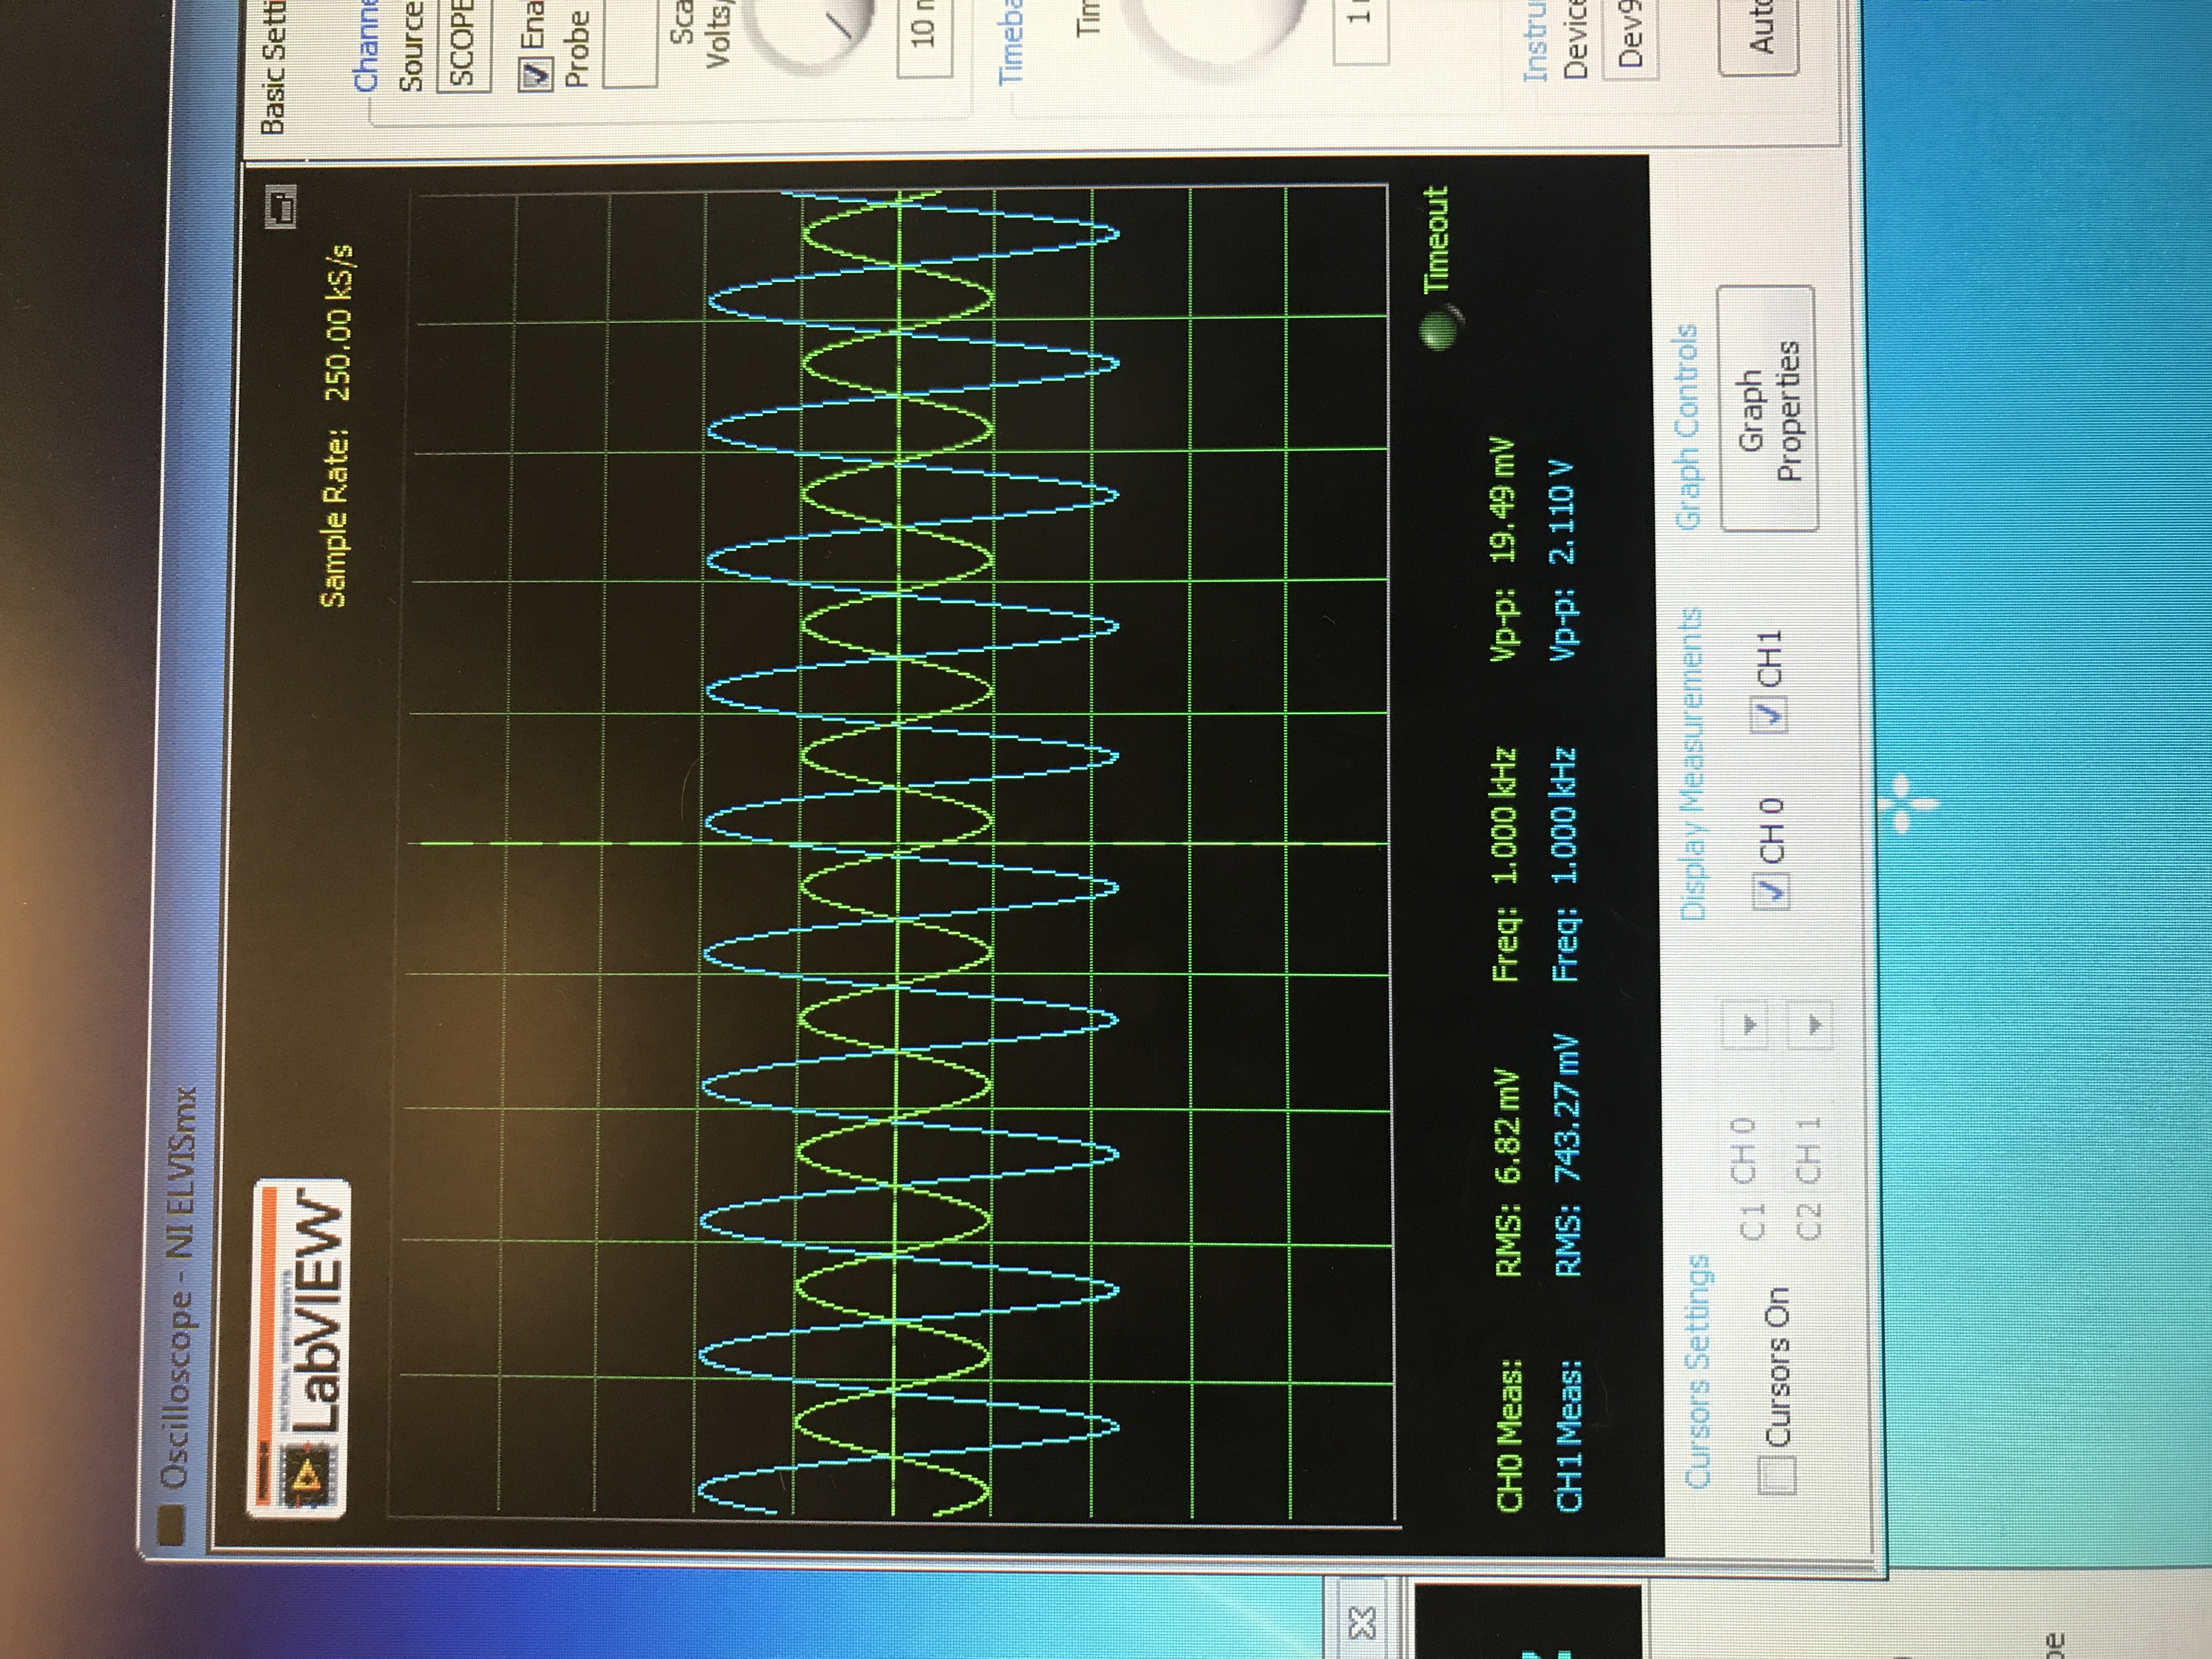 Oscilloscope - NI ELVISmx
NATIONAL INSTRUMENTS
LabVIEW
Sample Rate: 250.00 kS/s
Timeout
CH0 Meas: RMS: 6.82 mV Freq: 1.000 kHz Vp-p: 19.49 mV
CH1 Meas: RMS: 743.27 mV Freq: 1.000 kHz Vp-p: 2.110 V
Cursors Settings
Cursors On
C1 CH 0
C2 CH 1
Display Measurements
CH 0 CH1
Graph Controls
Graph
Properties
Basic Setti
Channe
Source
SCOPE
Ena
Probe
Sca
Volts/
10 m
Timeba
Tim
1
Instru
Device
Dev9
Auto